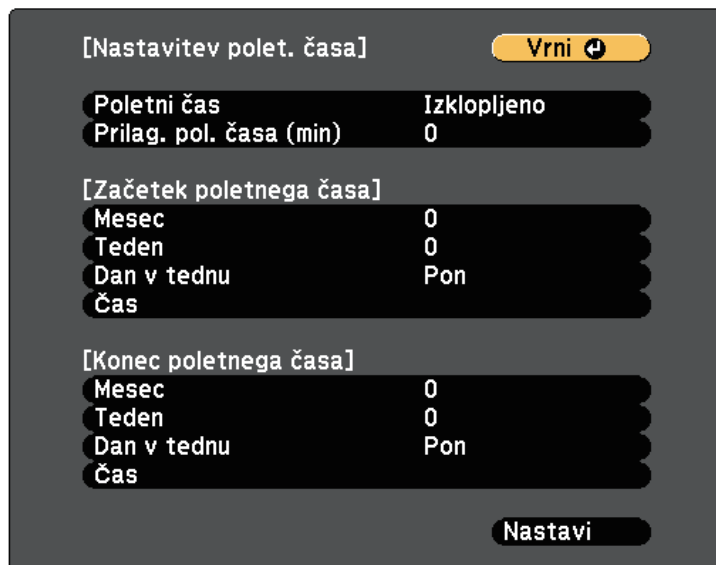 [Nastavitev polet. časa] Vrni
Poletni čas Izklopljeno
Prilag. pol. časa (min) 0
[Začetek poletnega časa]
Mesec 0
Teden 0
Dan v tednu Pon
Čas
[Konec poletnega časa]
Mesec 0
Teden 0
Dan v tednu Pon
Čas
Nastavi